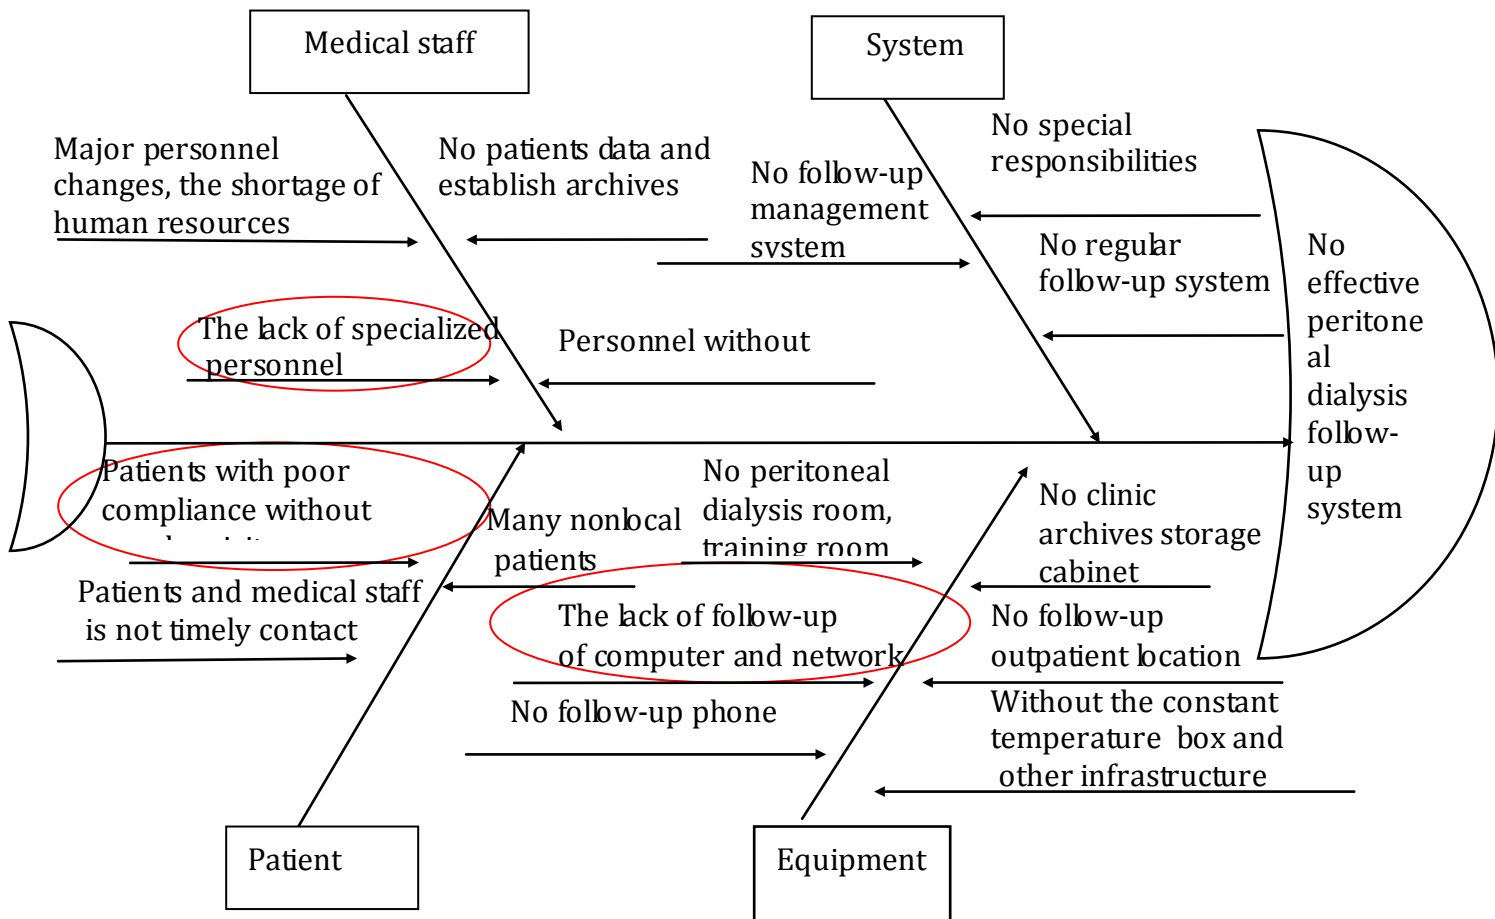 Medical staff
System
Major personnel
changes, the shortage of
human resources
No patients data and
establish archives
No follow-up
management
system
No special
responsibilities
No regular
follow-up system
The lack of specialized
personnel
Personnel without
No
effective
peritone
al
dialysis
follow-
up
system
Patients with poor
compliance without
Many nonlocal
patients
Patients and medical staff
is not timely contact
No peritoneal
dialysis room,
training room
No clinic
archives storage
cabinet
The lack of follow-up
of computer and network
No follow-up
outpatient location
No follow-up phone
Without the constant
temperature box and
other infrastructure
Patient
Equipment